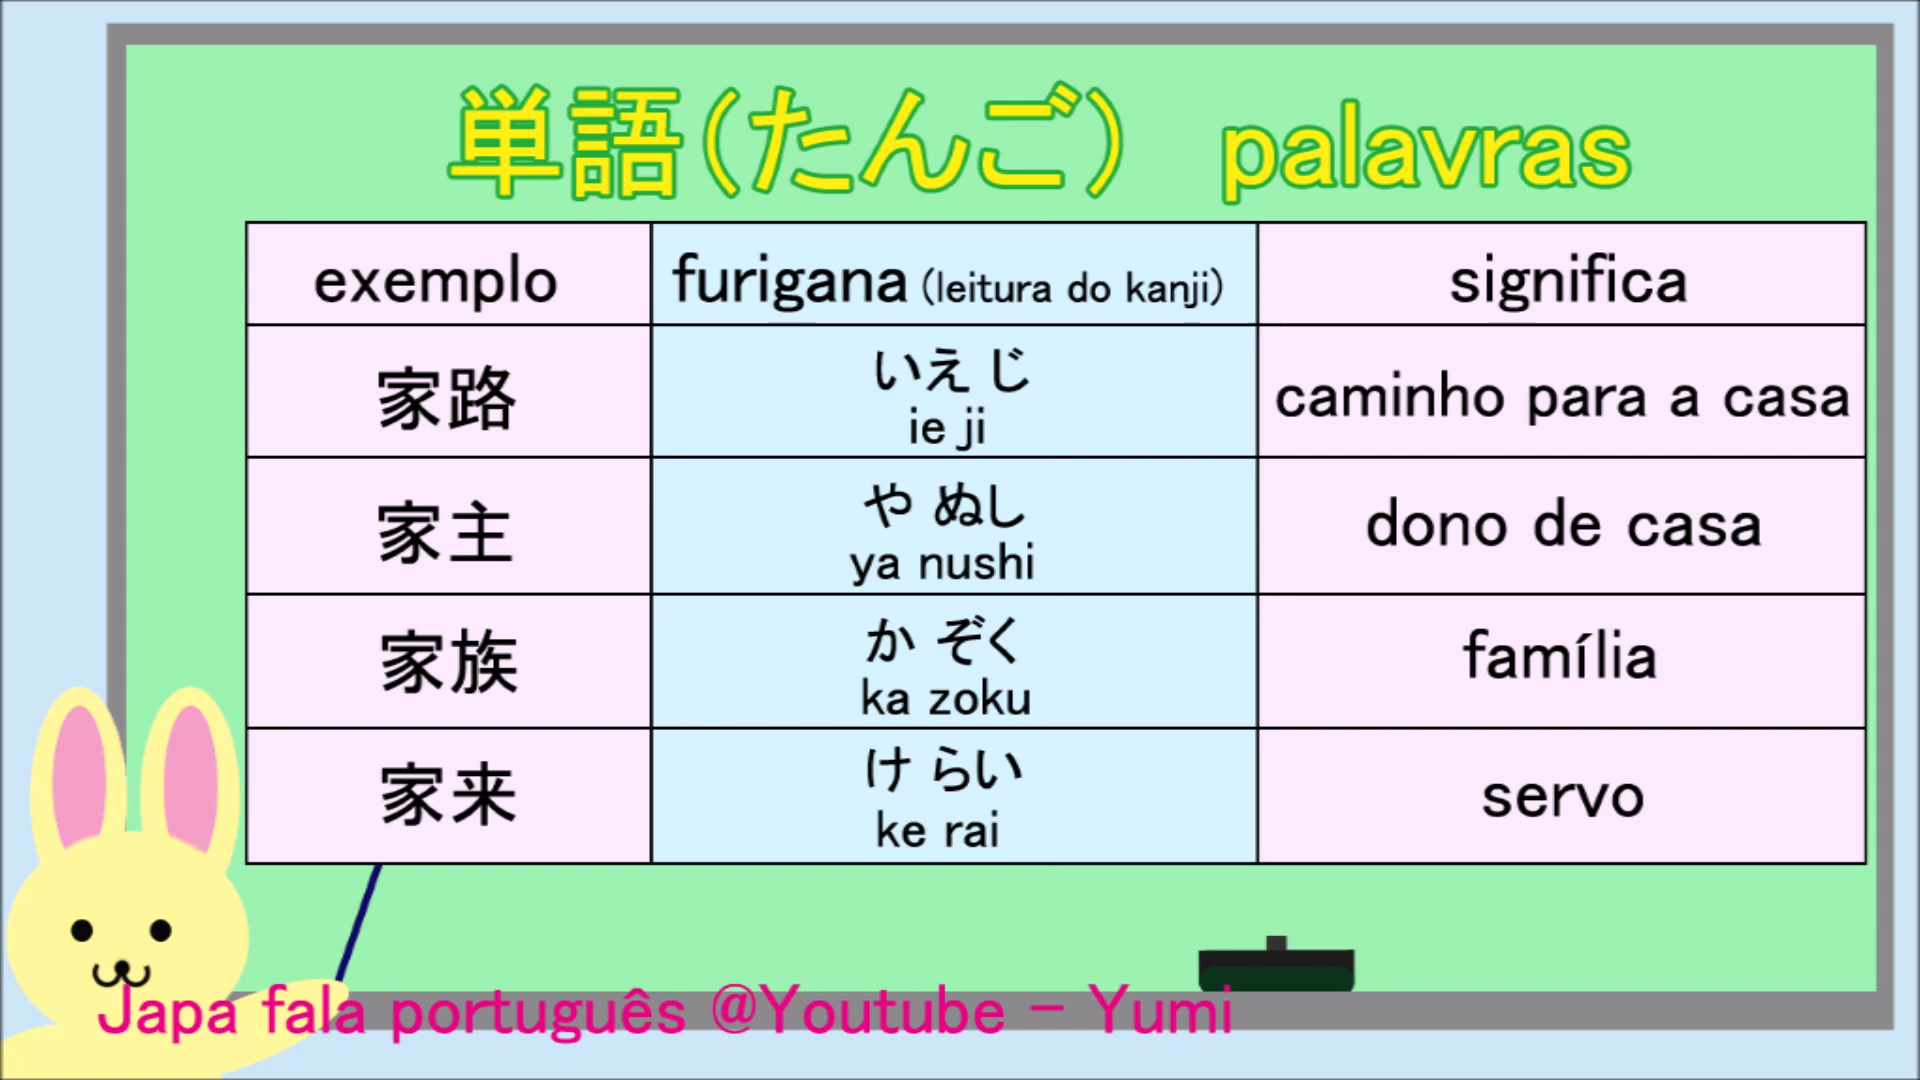 単語(たんご) palavras
exemplo furigana(leitura do kanji) significa
家路 いえ じ ie ji caminho para a casa
家主 や ぬし ya nushi dono de casa
家族 か ぞく ka zoku família
家来 け らい ke rai servo
Japa fala português @Youtube - Yumi